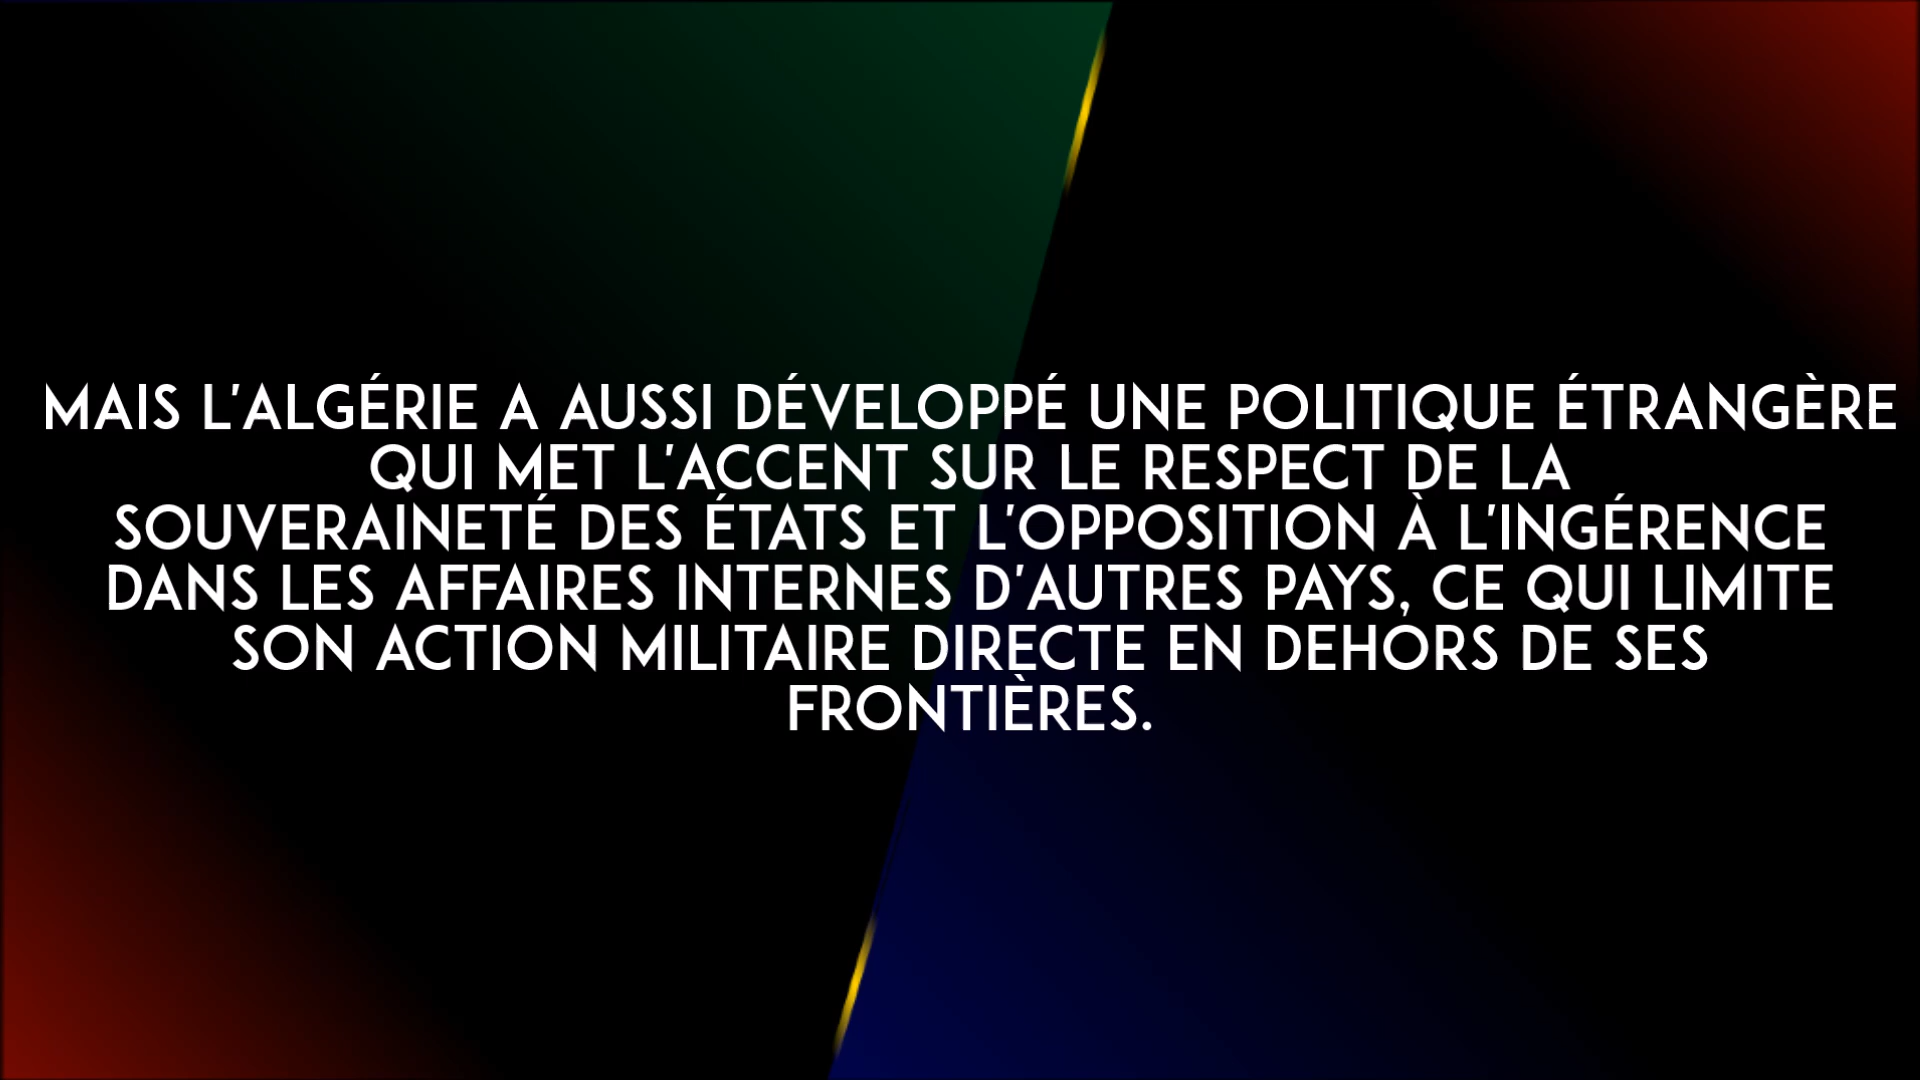 MAIS L'ALGÉRIE A AUSSI DÉVELOPPÉ UNE POLITIQUE ÉTRANGÈRE
QUI MET L'ACCENT SUR LE RESPECT DE LA
SOUVERAINETÉ DES ÉTATS ET L'OPPOSITION À L'INGÉRENCE
DANS LES AFFAIRES INTERNES D'AUTRES PAYS, CE QUI LIMITE
SON ACTION MILITAIRE DIRECTE EN DEHORS DE SES
FRONTIÈRES.